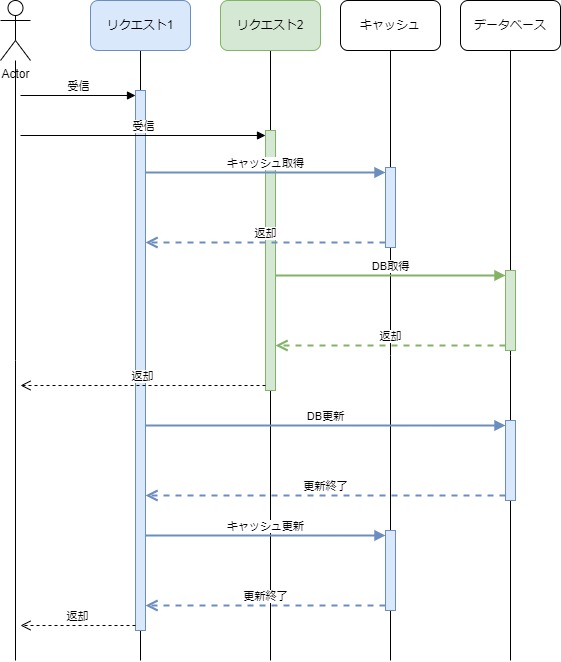 リクエスト1
リクエスト2
キャッシュ
データベース
Actor
受信
受信
キャッシュ取得
返却
DB取得
返却
返却
DB更新
更新終了
キャッシュ更新
更新終了
返却